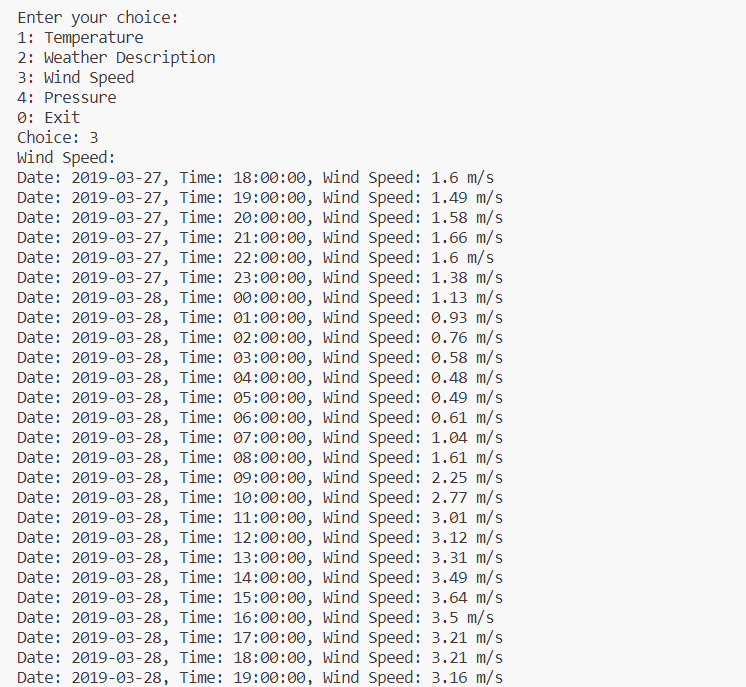 Enter your choice:
1: Temperature
2: Weather Description
3: Wind Speed
4: Pressure
0: Exit
Choice: 3
Wind Speed:
Date: 2019-03-27, Time: 18:00:00, Wind Speed: 1.6 m/s
Date: 2019-03-27, Time: 19:00:00, Wind Speed: 1.49 m/s
Date: 2019-03-27, Time: 20:00:00, Wind Speed: 1.58 m/s
Date: 2019-03-27, Time: 21:00:00, Wind Speed: 1.66 m/s
Date: 2019-03-27, Time: 22:00:00, Wind Speed: 1.6 m/s
Date: 2019-03-27, Time: 23:00:00, Wind Speed: 1.38 m/s
Date: 2019-03-28, Time: 00:00:00, Wind Speed: 1.13 m/s
Date: 2019-03-28, Time: 01:00:00, Wind Speed: 0.93 m/s
Date: 2019-03-28, Time: 02:00:00, Wind Speed: 0.76 m/s
Date: 2019-03-28, Time: 03:00:00, Wind Speed: 0.58 m/s
Date: 2019-03-28, Time: 04:00:00, Wind Speed: 0.48 m/s
Date: 2019-03-28, Time: 05:00:00, Wind Speed: 0.49 m/s
Date: 2019-03-28, Time: 06:00:00, Wind Speed: 0.61 m/s
Date: 2019-03-28, Time: 07:00:00, Wind Speed: 1.04 m/s
Date: 2019-03-28, Time: 08:00:00, Wind Speed: 1.61 m/s
Date: 2019-03-28, Time: 09:00:00, Wind Speed: 2.25 m/s
Date: 2019-03-28, Time: 10:00:00, Wind Speed: 2.77 m/s
Date: 2019-03-28, Time: 11:00:00, Wind Speed: 3.01 m/s
Date: 2019-03-28, Time: 12:00:00, Wind Speed: 3.12 m/s
Date: 2019-03-28, Time: 13:00:00, Wind Speed: 3.31 m/s
Date: 2019-03-28, Time: 14:00:00, Wind Speed: 3.49 m/s
Date: 2019-03-28, Time: 15:00:00, Wind Speed: 3.64 m/s
Date: 2019-03-28, Time: 16:00:00, Wind Speed: 3.5 m/s
Date: 2019-03-28, Time: 17:00:00, Wind Speed: 3.21 m/s
Date: 2019-03-28, Time: 18:00:00, Wind Speed: 3.21 m/s
Date: 2019-03-28, Time: 19:00:00, Wind Speed: 3.16 m/s